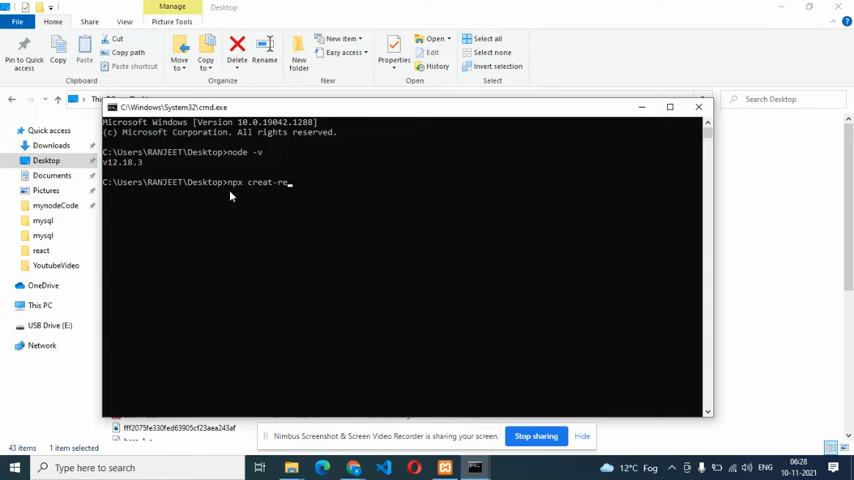 Manage
Desktop
File
Home
Share
View
Picture Tools
Pin to Quick access
Copy
Paste
Cut
Copy path
Paste shortcut
Clipboard
Move to
Copy to
Delete
Rename
Organize
New folder
New item
Easy access
New
Properties
Open
Edit
History
Open
Select all
Select none
Invert selection
Select
Search Desktop
Quick access
Downloads
Desktop
Documents
Pictures
mynodeCode
mysql
mysql
react
YoutubeVideo
OneDrive
This PC
USB Drive (E:)
Network
C:\Windows\System32\cmd.exe
Microsoft Windows [Version 10.0.19042.1288]
(c) Microsoft Corporation. All rights reserved.
C:\Users\RANJEET\Desktop>node -v
v12.18.3
C:\Users\RANJEET\Desktop>npx creat-re_
fff2075fe330fed63905cf23aea243af
43 items
1 item selected
Nimbus Screenshot & Screen Video Recorder is sharing your screen.
Stop sharing
Hide
Type here to search
12°C Fog
ENG
06:28
10-11-2021